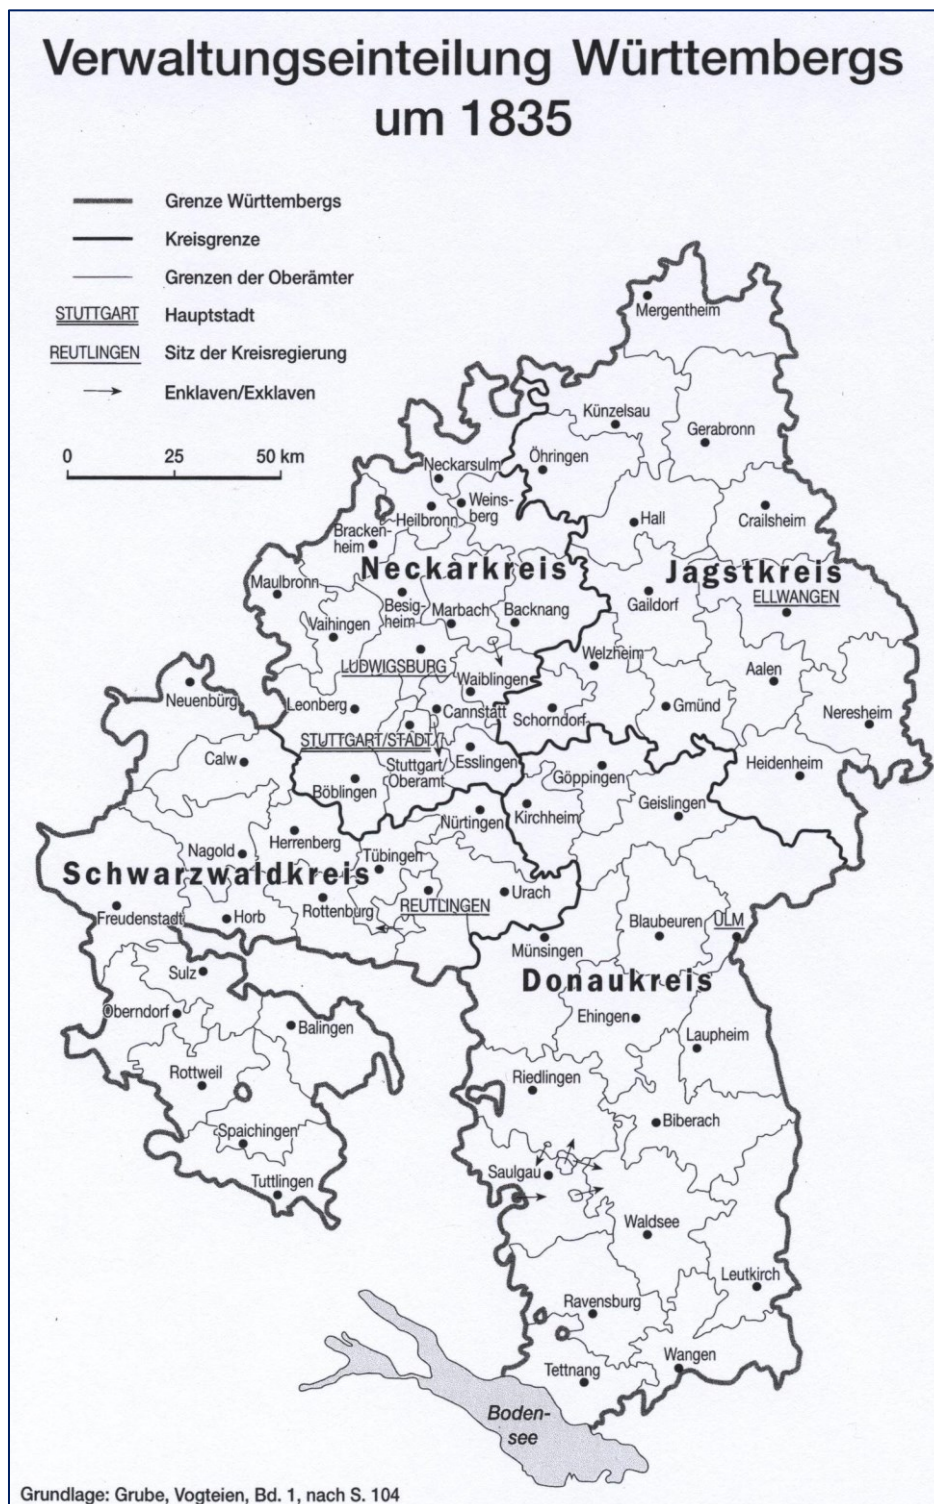 Verwaltungseinteilung Württembergs
um 1835
Grenze Württembergs
Kreisgrenze
Grenzen der Oberämter
STUTTGART Hauptstadt
REUTLINGEN Sitz der Kreisregierung
Enklaven/Exklaven
0 25 50 km
Mergentheim
Künzelsau
Gerabronn
Öhringen
Neckarsulm
Weins-
berg
Heilbronn
Hall
Crailsheim
Bracken-
heim
Neckarkreis
Jagstkreis
Maulbronn
Besig-
heim
Marbach
Backnang
Gaildorf
ELLWANGEN
Vaihingen
LUDWIGSBURG
Welzheim
Aalen
Waiblingen
Neuenbürg
Leonberg
Cannstatt
Schorndorf
Gmünd
Neresheim
STUTTGART/STADT
Stuttgart/
Oberamt
Esslingen
Calw
Böblingen
Göppingen
Heidenheim
Geislingen
Kirchheim
Nürtingen
Herrenberg
Nagold
Tübingen
Schwarzwaldkreis
Urach
Freudenstadt
Horb
Rottenburg
REUTLINGEN
Blaubeuren
ULM
Münsingen
Sulz
Donaukreis
Oberndorf
Balingen
Ehingen
Laupheim
Rottweil
Riedlingen
Biberach
Spaichingen
Saulgau
Tuttlingen
Waldsee
Leutkirch
Ravensburg
Wangen
Tettnang
Boden-
see
Grundlage: Grube, Vogteien, Bd. 1, nach S. 104